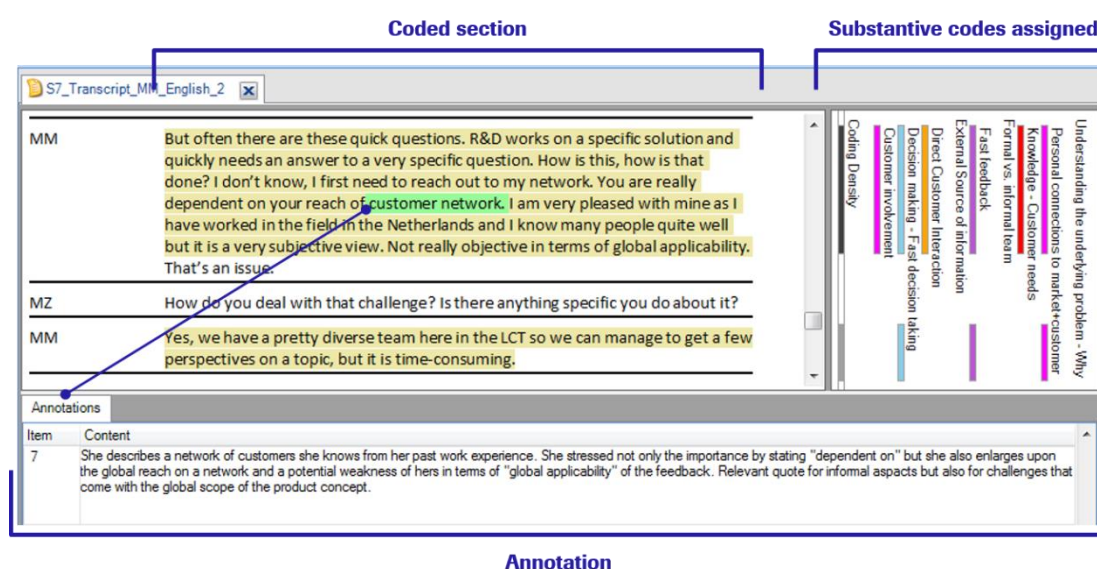 Coded section
Substantive codes assigned
S7_Transcript_MM_English_2
MM
But often there are these quick questions. R&D works on a specific solution and
quickly needs an answer to a very specific question. How is this, how is that
done? I don't know, I first need to reach out to my network. You are really
dependent on your reach of customer network. I am very pleased with mine as I
have worked in the field in the Netherlands and I know many people quite well
but it is a very subjective view. Not really objective in terms of global applicability.
That's an issue.
MZ
How do you deal with that challenge? Is there anything specific you do about it?
MM
Yes, we have a pretty diverse team here in the LCT so we can manage to get a few
perspectives on a topic, but it is time-consuming.
Understanding the underlying problem - Why
Personal connections to market+customer
Knowledge - Customer needs
Formal vs. informal team
Fast feedback
External Source of information
Direct Customer Interaction
Decision making - Fast decision taking
Customer involvement
Coding Density
Annotations
Item
Content
7
She describes a network of customers she knows from her past work experience. She stressed not only the importance by stating "dependent on" but she also enlarges upon
the global reach on a network and a potential weakness of hers in terms of "global applicability" of the feedback. Relevant quote for informal aspacts but also for challenges that
come with the global scope of the product concept.
Annotation